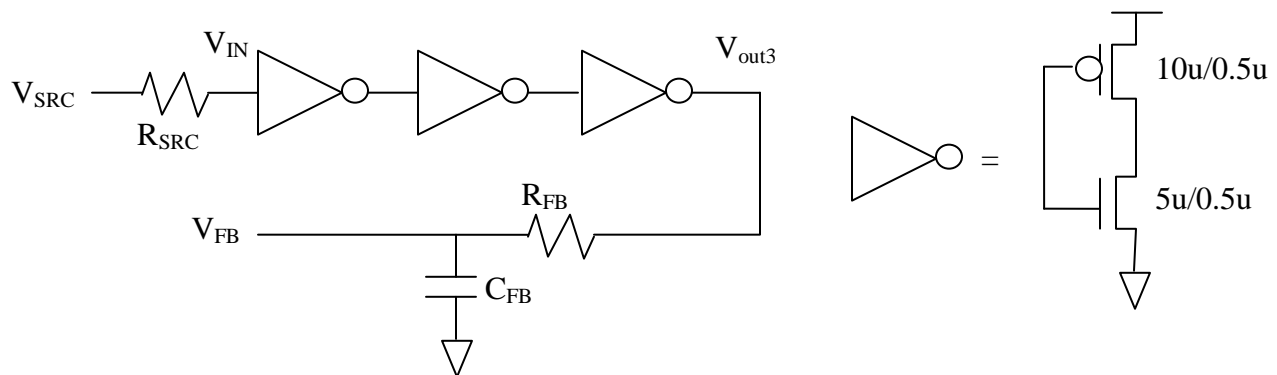 V_IN
V_out3
V_SRC
R_SRC
R_FB
V_FB
C_FB
=
10u/0.5u
5u/0.5u